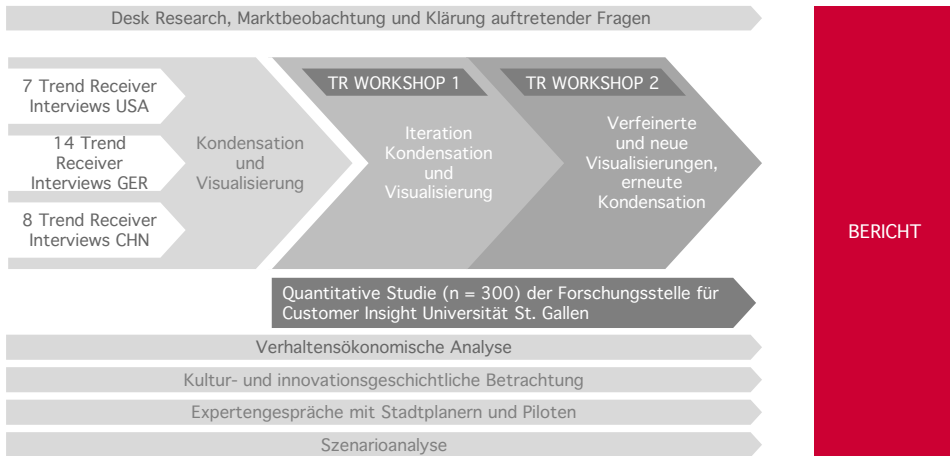 Desk Research, Marktbeobachtung und Klärung auftretender Fragen
7 Trend Receiver
Interviews USA
14 Trend
Receiver
Interviews GER
8 Trend Receiver
Interviews CHN
Kondensation
und
Visualisierung
TR WORKSHOP 1
Iteration
Kondensation
und
Visualisierung
TR WORKSHOP 2
Verfeinerte
und neue
Visualisierungen,
erneute
Kondensation
Quantitative Studie (n = 300) der Forschungsstelle für
Customer Insight Universität St. Gallen
Verhaltensökonomische Analyse
Kultur- und innovationsgeschichtliche Betrachtung
Expertengespräche mit Stadtplanern und Piloten
Szenarioanalyse
BERICHT